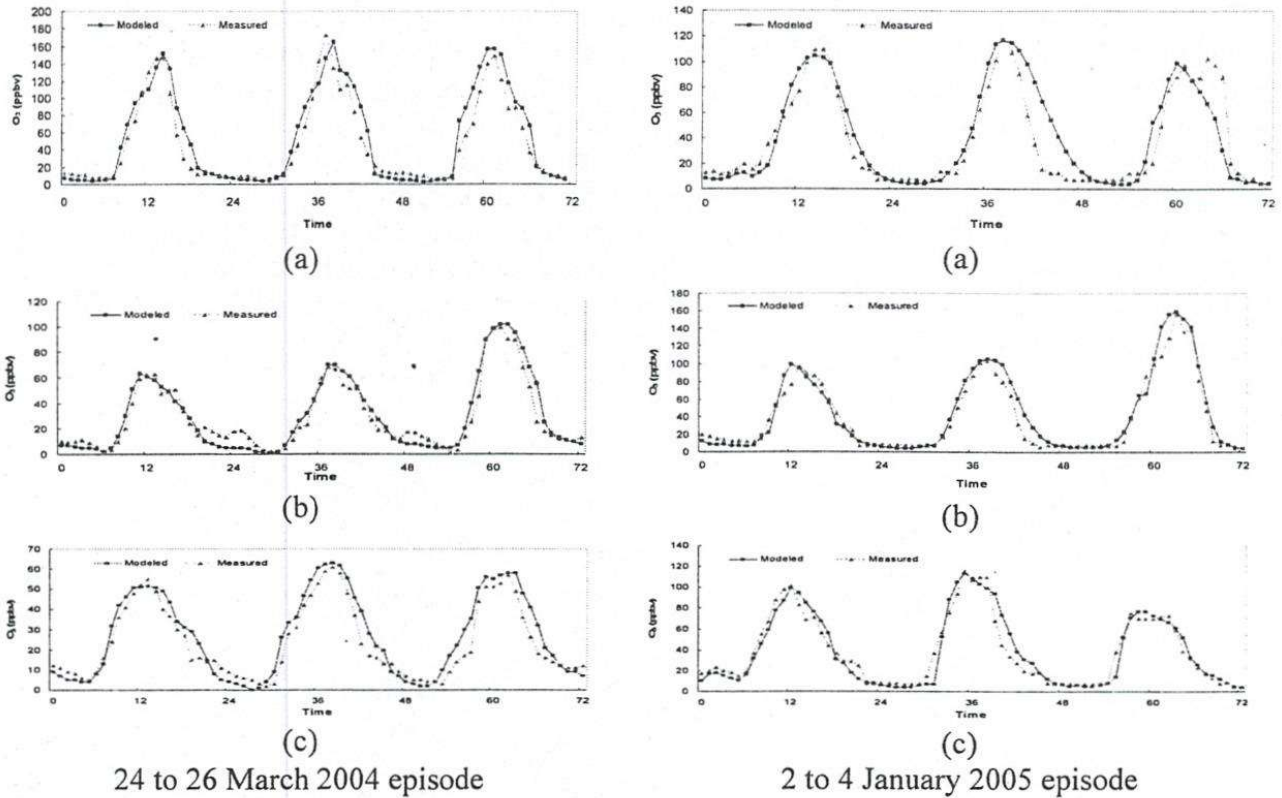 200
180
160
140
120
100
80
60
40
20
0
O₃ (ppbv)
Modeled Measured
0 12 24 36 48 60 72
Time
(a)
140
120
100
80
60
40
20
0
O₃ (ppbv)
Modeled Measured
0 12 24 36 48 60 72
Time
(a)
120
100
80
60
40
20
0
O₃ (ppbv)
Modeled Measured
0 12 24 36 48 60 72
Time
(b)
180
160
140
120
100
80
60
40
20
0
O₃ (ppbv)
Modeled Measured
0 12 24 36 48 60 72
Time
(b)
70
60
50
40
30
20
10
0
O₃ (ppbv)
Modeled Measured
0 12 24 36 48 60 72
Time
(c)
24 to 26 March 2004 episode
140
120
100
80
60
40
20
0
O₃ (ppbv)
Modeled Measured
0 12 24 36 48 60 72
Time
(c)
2 to 4 January 2005 episode